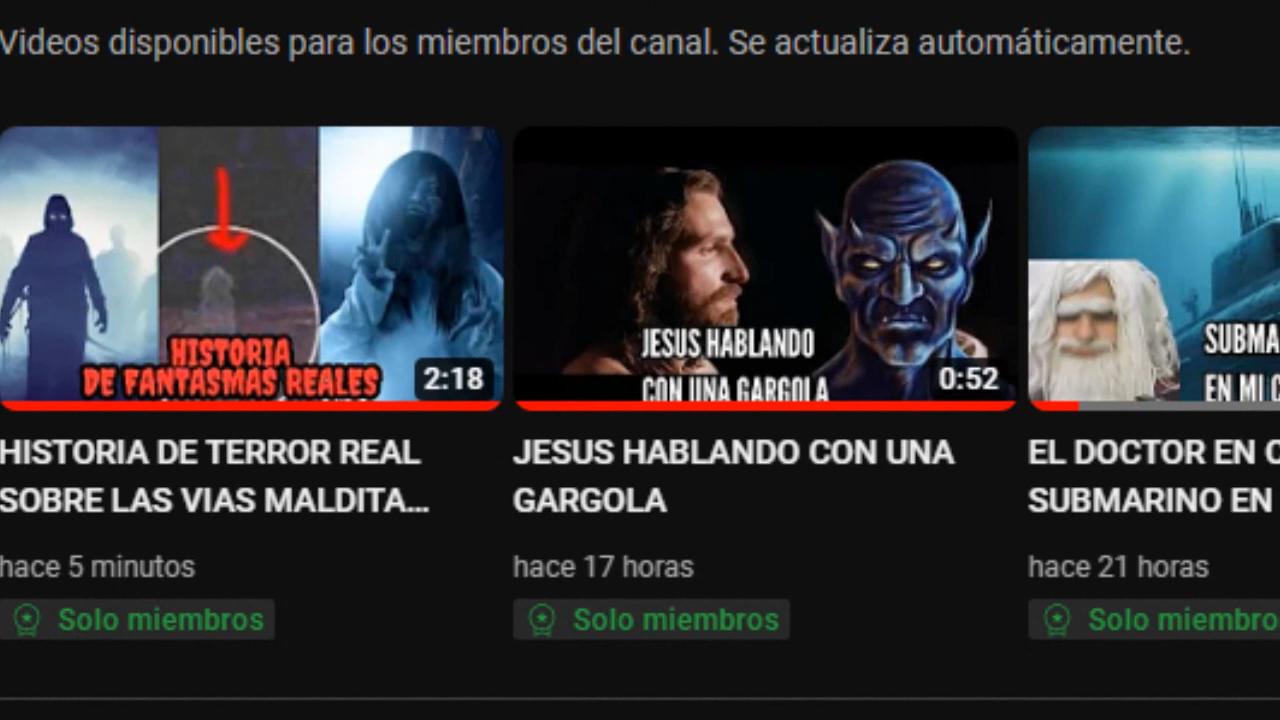 Videos disponibles para los miembros del canal. Se actualiza automáticamente.
HISTORIA
DE FANTASMAS REALES
2:18
JESUS HABLANDO
CON UNA GARGOLA
0:52
SUBMA
EN MI C
HISTORIA DE TERROR REAL
SOBRE LAS VIAS MALDITA...
hace 5 minutos
Solo miembros
JESUS HABLANDO CON UNA
GARGOLA
hace 17 horas
Solo miembros
EL DOCTOR EN C
SUBMARINO EN
hace 21 horas
Solo miembro